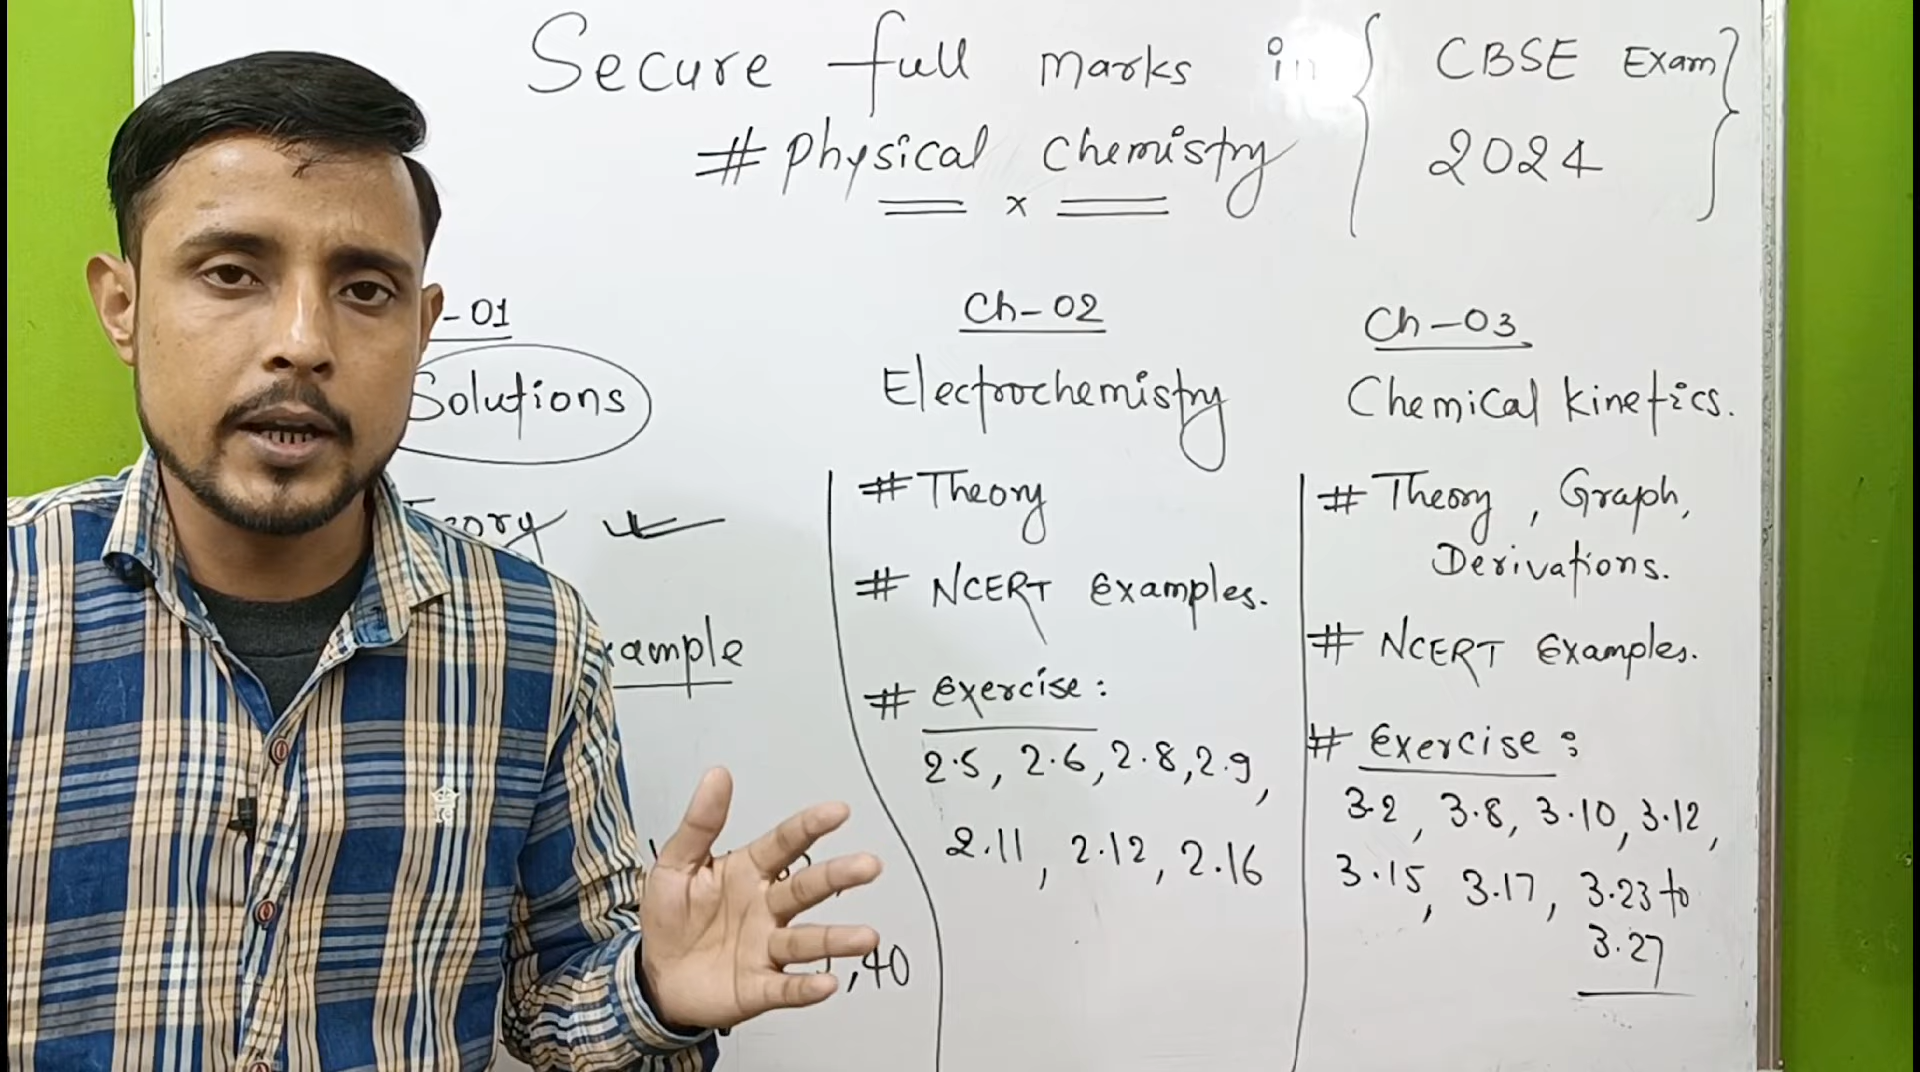 Secure full marks in { CBSE Exam }
# Physical chemistry 2024
- 01
Solutions
Theory
xample
,40
Ch-02
Electrochemistry
# Theory
# NCERT Examples.
# Exercise:
2.5, 2.6, 2.8, 2.9,
2.11, 2.12, 2.16
Ch-03
Chemical kinetics.
# Theory, Graph,
Derivations.
# NCERT Examples.
# Exercise:
3.2, 3.8, 3.10, 3.12,
3.15, 3.17, 3.23 to
3.27